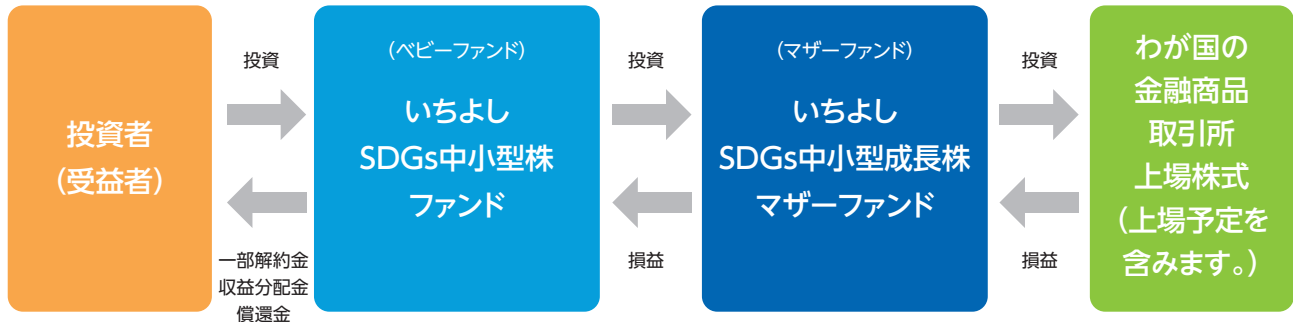 投資者
(受益者)
投資
一部解約金
収益分配金
償還金
(ベビーファンド)
いちよし
SDGs中小型株
ファンド
投資
損益
(マザーファンド)
いちよし
SDGs中小型成長株
マザーファンド
投資
損益
わが国の
金融商品
取引所
上場株式
(上場予定を
含みます。)